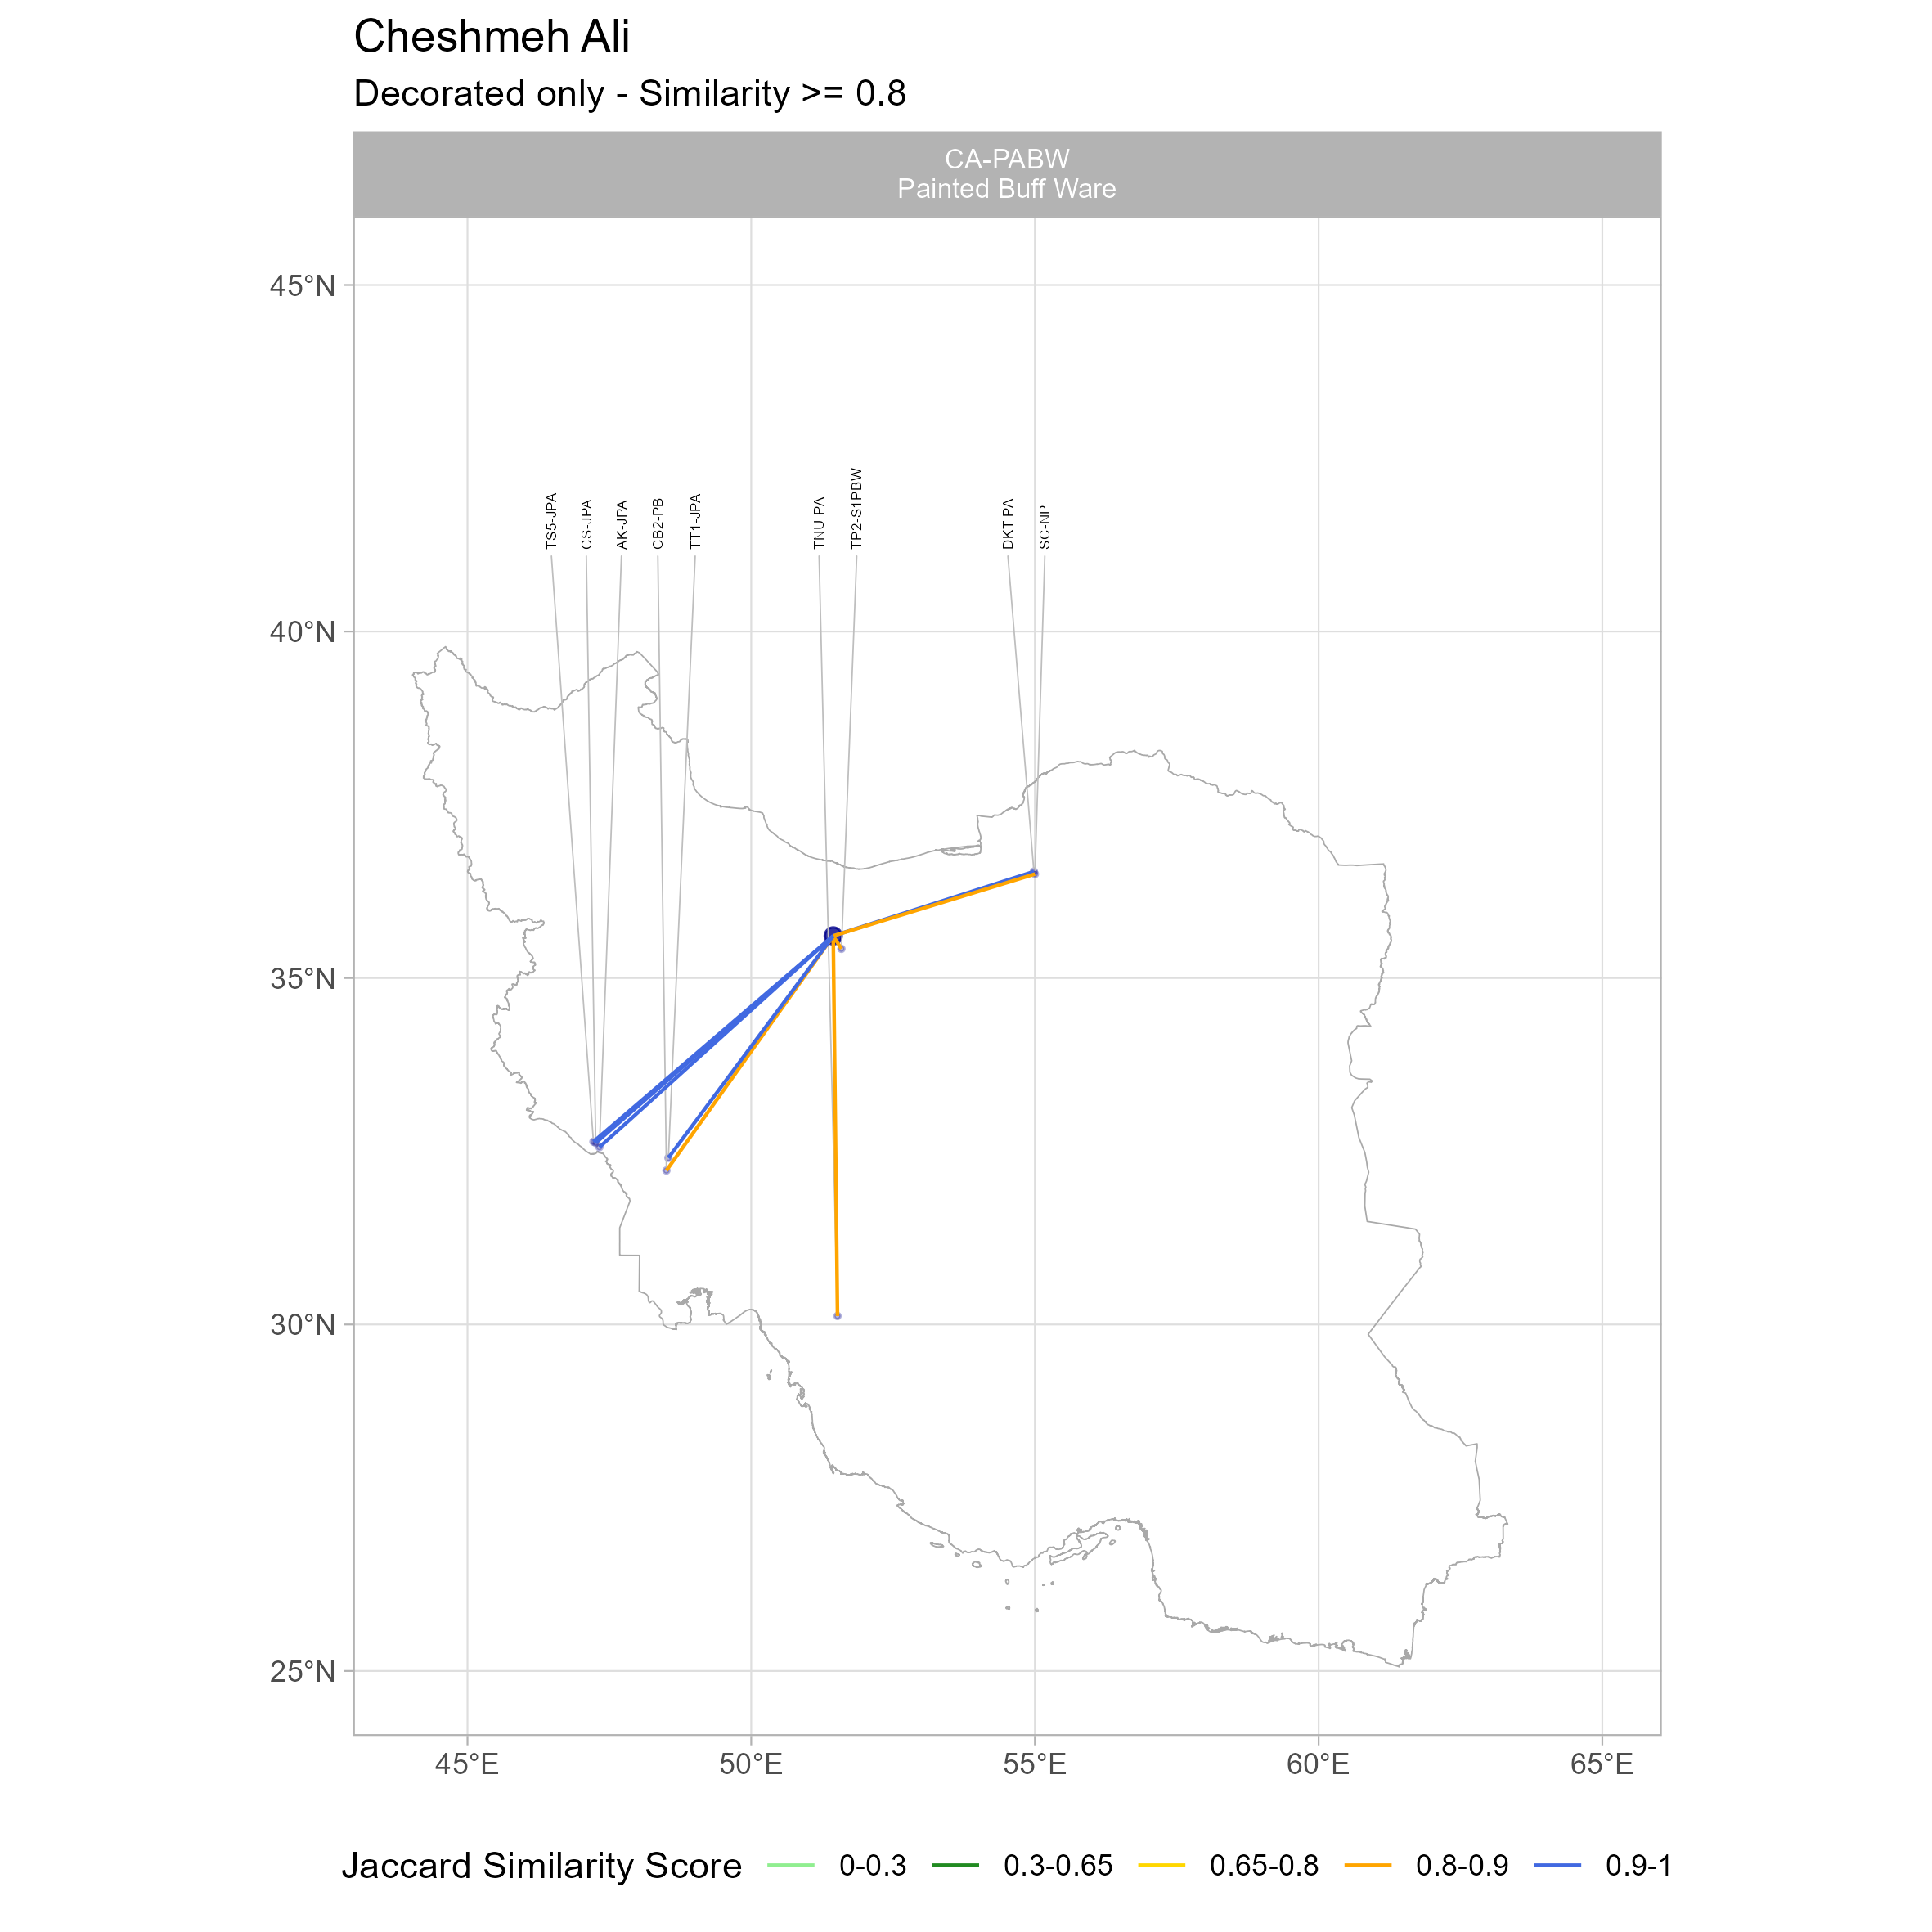 Cheshmeh Ali
Decorated only - Similarity >= 0.8
CA-PABW
Painted Buff Ware
45°N
40°N
35°N
30°N
25°N
TS5-JPA
CS-JPA
AK-JPA
CB2-PB
TT1-JPA
TNU-PA
TP2-S1PBW
DKT-PA
SC-NP
45°E
50°E
55°E
60°E
65°E
Jaccard Similarity Score 0-0.3 0.3-0.65 0.65-0.8 0.8-0.9 0.9-1